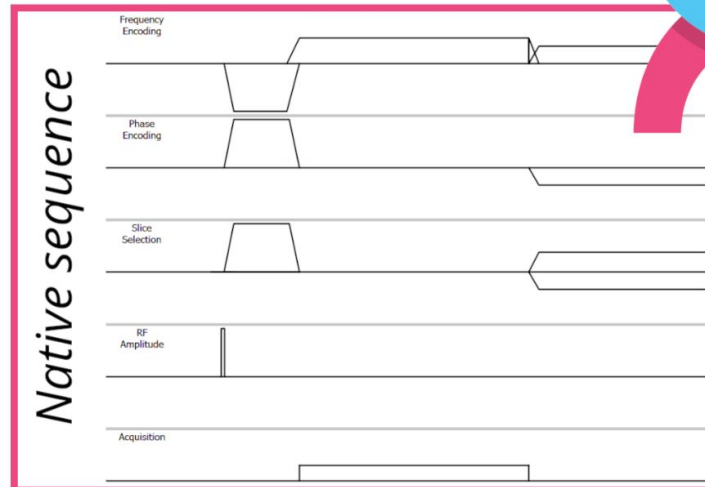 Native sequence
Frequency
Encoding
Phase
Encoding
Slice
Selection
RF
Amplitude
Acquisition